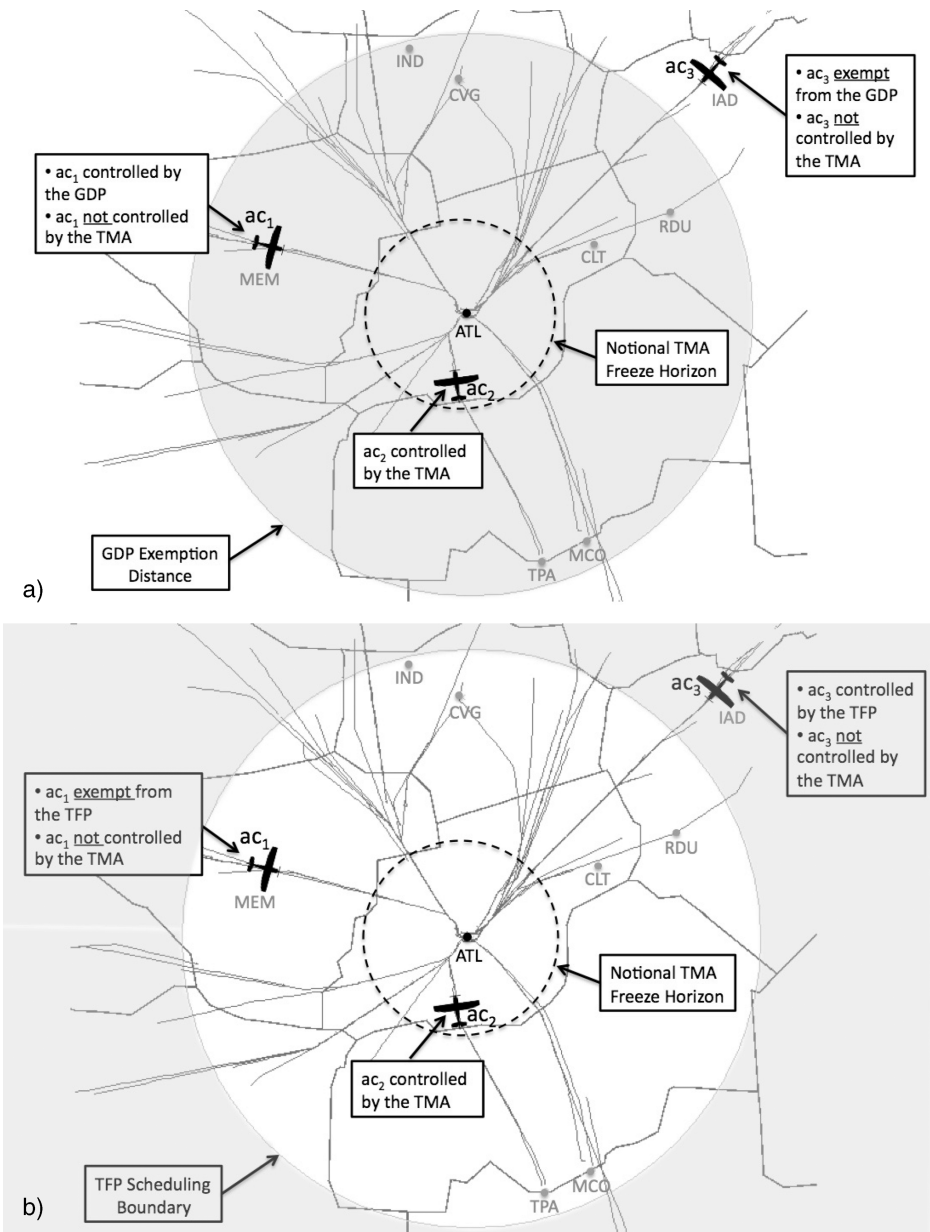 IND
CVG
ac3
IAD
• ac3 exempt
from the GDP
• ac3 not
controlled by
the TMA
• ac1 controlled by
the GDP
• ac1 not controlled
by the TMA
ac1
MEM
RDU
CLT
ATL
Notional TMA
Freeze Horizon
ac2
ac2 controlled
by the TMA
GDP Exemption
Distance
TPA
MCO
a)
IND
CVG
ac3
IAD
• ac3 controlled
by the TFP
• ac3 not
controlled by
the TMA
• ac1 exempt from
the TFP
• ac1 not controlled
by the TMA
ac1
MEM
RDU
CLT
ATL
Notional TMA
Freeze Horizon
ac2
ac2 controlled
by the TMA
TFP Scheduling
Boundary
TPA
MCO
b)